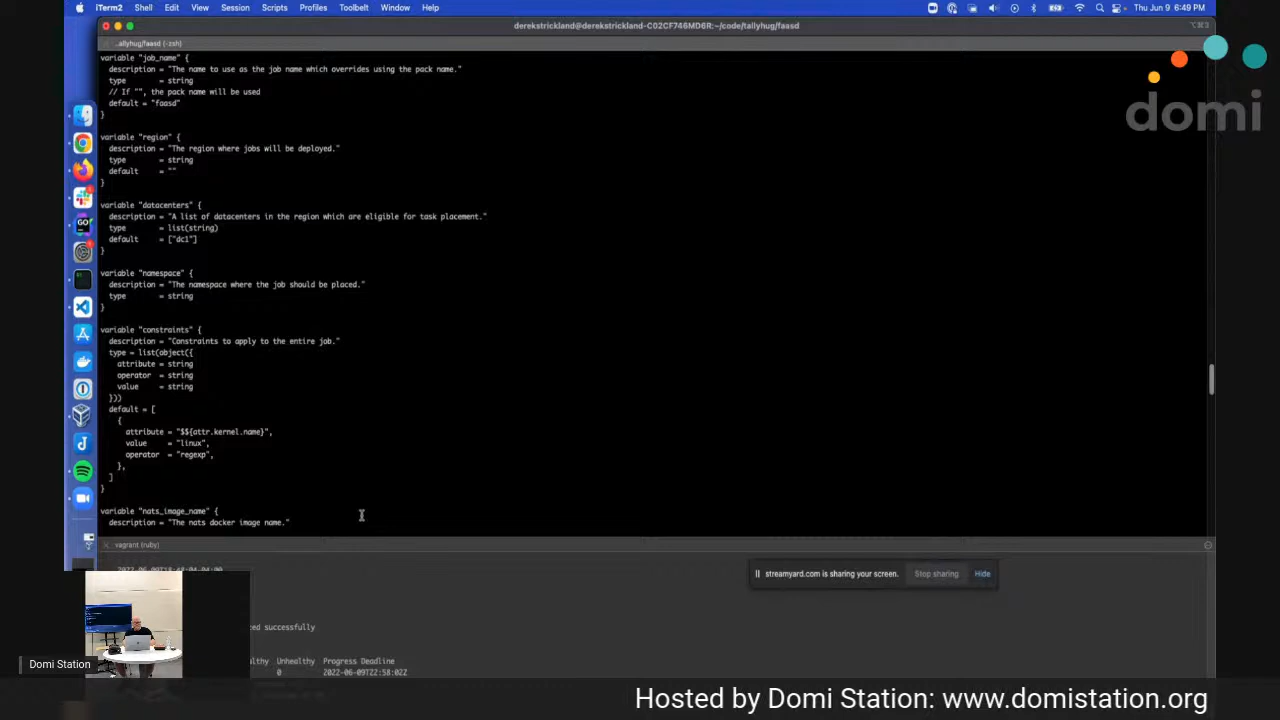 iTerm2 Shell Edit View Session Scripts Profiles Toolbelt Window Help Thu Jun 9 6:49 PM
derekstrickland@derekstrickland-C02CF746MD6R:~/code/tallyhug/faasd
..allyhug/faasd (-zsh)
variable "job_name" {
description = "The name to use as the job name which overrides using the pack name."
type = string
// If "", the pack name will be used
default = "faasd"
}
variable "region" {
description = "The region where jobs will be deployed."
type = string
default = ""
}
variable "datacenters" {
description = "A list of datacenters in the region which are eligible for task placement."
type = list(string)
default = ["dc1"]
}
variable "namespace" {
description = "The namespace where the job should be placed."
type = string
}
variable "constraints" {
description = "Constraints to apply to the entire job."
type = list(object({
attribute = string
operator = string
value = string
}))
default = [
{
attribute = "$${attr.kernel.name}",
value = "linux",
operator = "regexp",
},
]
}
variable "nats_image_name" {
description = "The nats docker image name."
vagrant (ruby)
streamyard.com is sharing your screen. Stop sharing Hide
ced successfully
althy Unhealthy Progress Deadline
0 2022-06-09T22:58:02Z
domi
Domi Station
Hosted by Domi Station: www.domistation.org